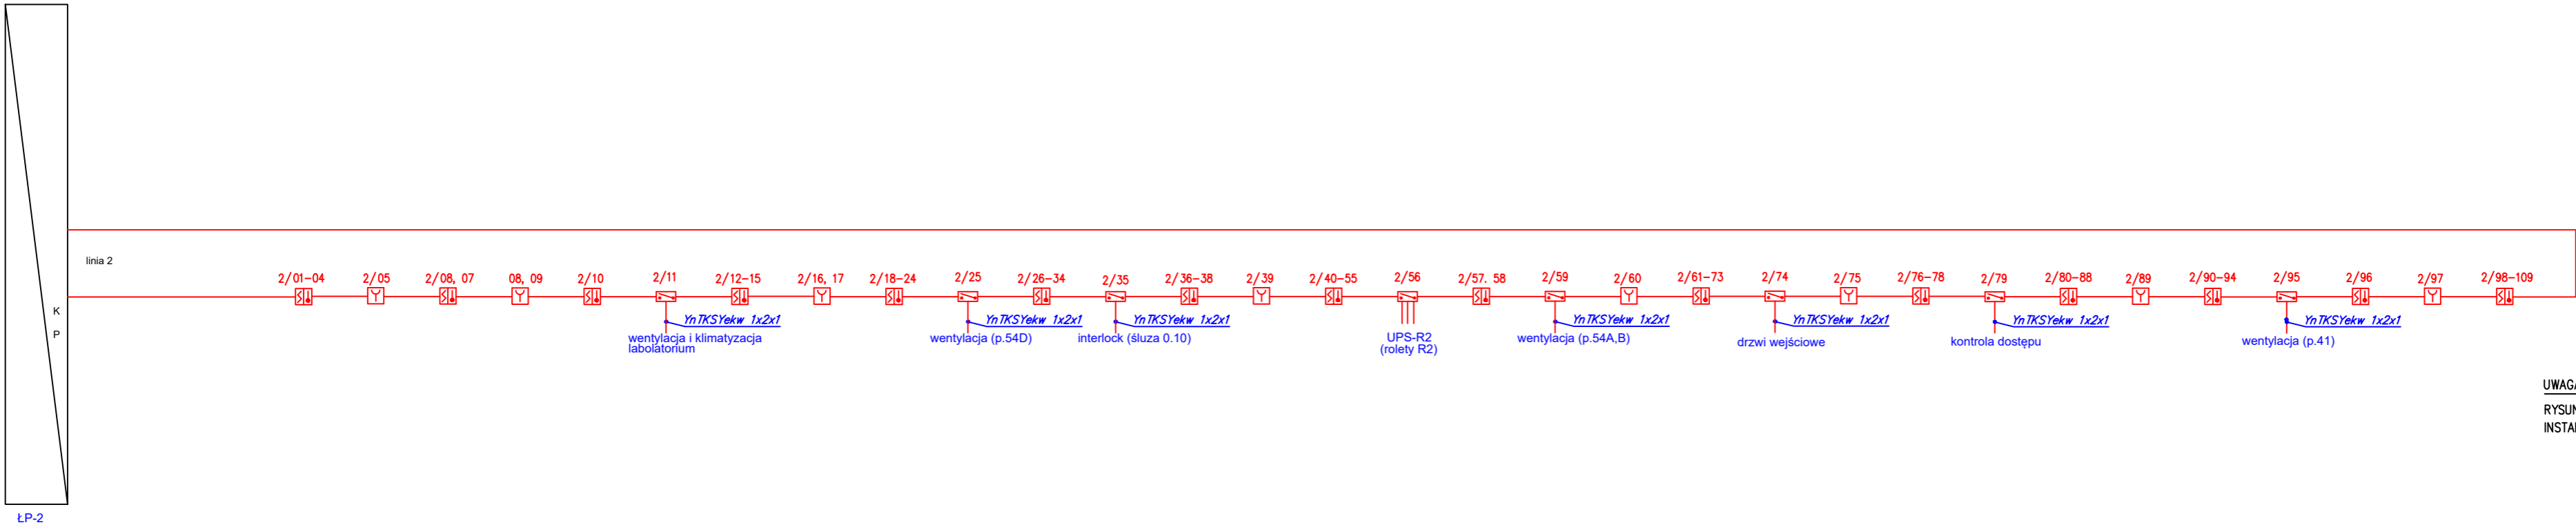 linia 2
2/01-04
2/05
2/08, 07
08, 09
2/10
2/11
2/12-15
2/16, 17
2/18-24
2/25
2/26-34
2/35
2/36-38
2/39
2/40-55
2/56
2/57. 58
2/59
2/60
2/61-73
2/74
2/75
2/76-78
2/79
2/80-88
2/89
2/90-94
2/95
2/96
2/97
2/98-109
K
P
YnTKSYekw 1x2x1
YnTKSYekw 1x2x1
YnTKSYekw 1x2x1
YnTKSYekw 1x2x1
YnTKSYekw 1x2x1
YnTKSYekw 1x2x1
YnTKSYekw 1x2x1
wentylacja i klimatyzacja
labolatorium
wentylacja (p.54D)
interlock (śluza 0.10)
UPS-R2
(rolety R2)
wentylacja (p.54A,B)
drzwi wejściowe
kontrola dostępu
wentylacja (p.41)
UWAGA
RYSUN
INSTAL
ŁP-2